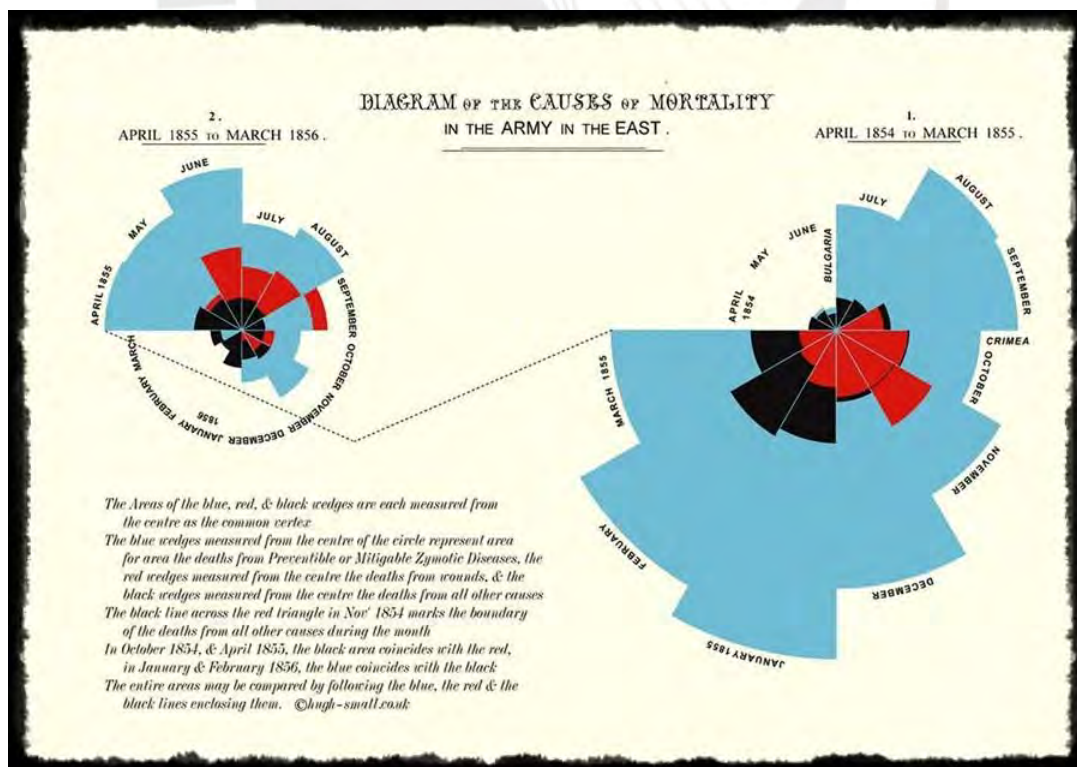 DIAGRAM OF THE CAUSES OF MORTALITY
IN THE ARMY IN THE EAST.
2.
APRIL 1855 TO MARCH 1856.
1.
APRIL 1854 TO MARCH 1855.
APRIL 1855
MAY
JUNE
JULY
AUGUST
SEPTEMBER
OCTOBER
NOVEMBER
DECEMBER
JANUARY
1856
FEBRUARY
MARCH
APRIL
1854
MAY
JUNE
BULGARIA
JULY
AUGUST
SEPTEMBER
CRIMEA
OCTOBER
NOVEMBER
DECEMBER
JANUARY 1855
FEBRUARY
MARCH 1855
The Areas of the blue, red, & black wedges are each measured from
the centre as the common vertex
The blue wedges measured from the centre of the circle represent area
for area the deaths from Preventible or Mitigable Zymotic Diseases, the
red wedges measured from the centre the deaths from wounds, & the
black wedges measured from the centre the deaths from all other causes
The black line across the red triangle in Nov' 1854 marks the boundary
of the deaths from all other causes during the month
In October 1854, & April 1855, the black area coincides with the red,
in January & February 1856, the blue coincides with the black
The entire areas may be compared by following the blue, the red & the
black lines enclosing them. ©hugh-small.co.uk